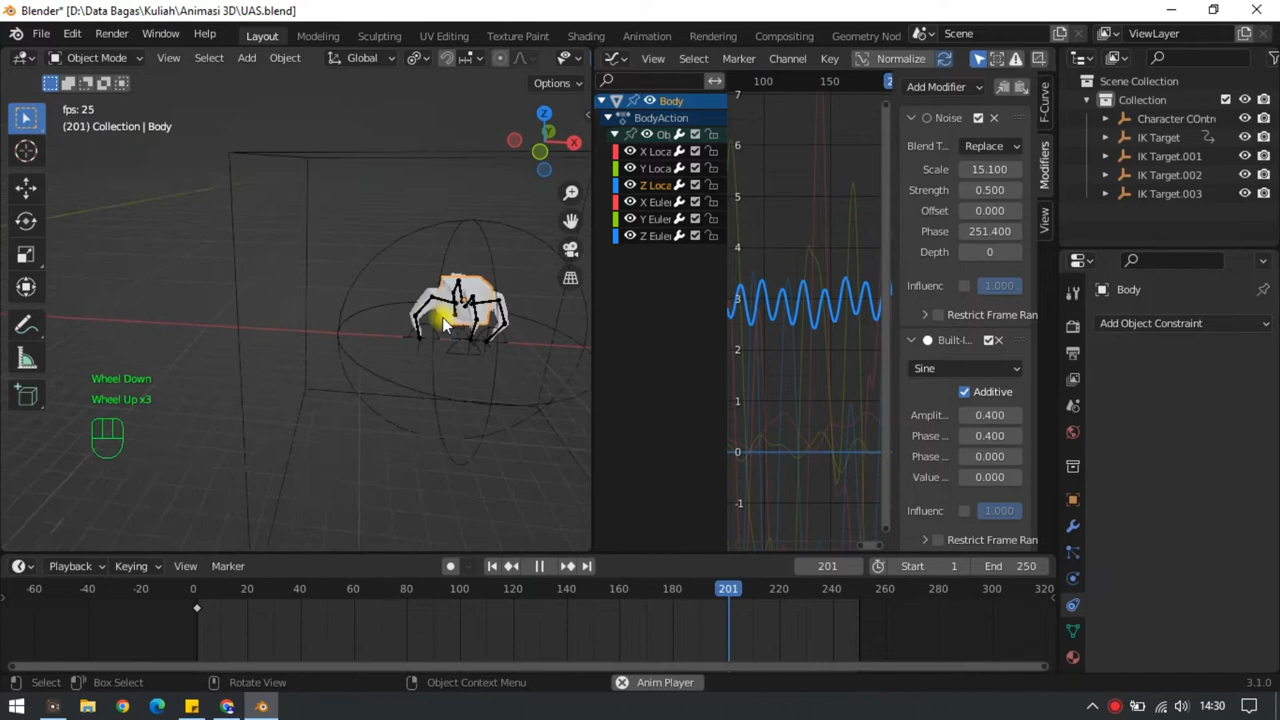 Blender* [D:\Data Bagas\Kuliah\Animasi 3D\UAS.blend]
File Edit Render Window Help Layout Modeling Sculpting UV Editing Texture Paint Shading Animation Rendering Compositing Geometry Nod Scene ViewLayer
Object Mode View Select Add Object Global View Select Marker Channel Key Normalize
Options
fps: 25
(201) Collection | Body
Wheel Down
Wheel Up x3
Body
BodyAction
Ob
X Loca
Y Loca
Z Loca
X Euler
Y Euler
Z Euler
100 150 2
7
6
5
4
3
2
1
0
-1
Add Modifier
Noise
Blend T... Replace
Scale 15.100
Strength 0.500
Offset 0.000
Phase 251.400
Depth 0
Influenc 1.000
Restrict Frame Ran
Built-I...
Sine
Additive
Amplit... 0.400
Phase ... 0.400
Phase ... 0.000
Value ... 0.000
Influenc 1.000
Restrict Frame Ran
F-Curve
Modifiers
View
Scene Collection
Collection
Character COntr
IK Target
IK Target.001
IK Target.002
IK Target.003
Body
Add Object Constraint
Playback Keying View Marker 201 Start 1 End 250
-60 -40 -20 0 20 40 60 80 100 120 140 160 180 201 220 240 260 280 300 320
Select Box Select Rotate View Object Context Menu Anim Player 3.1.0
14:30